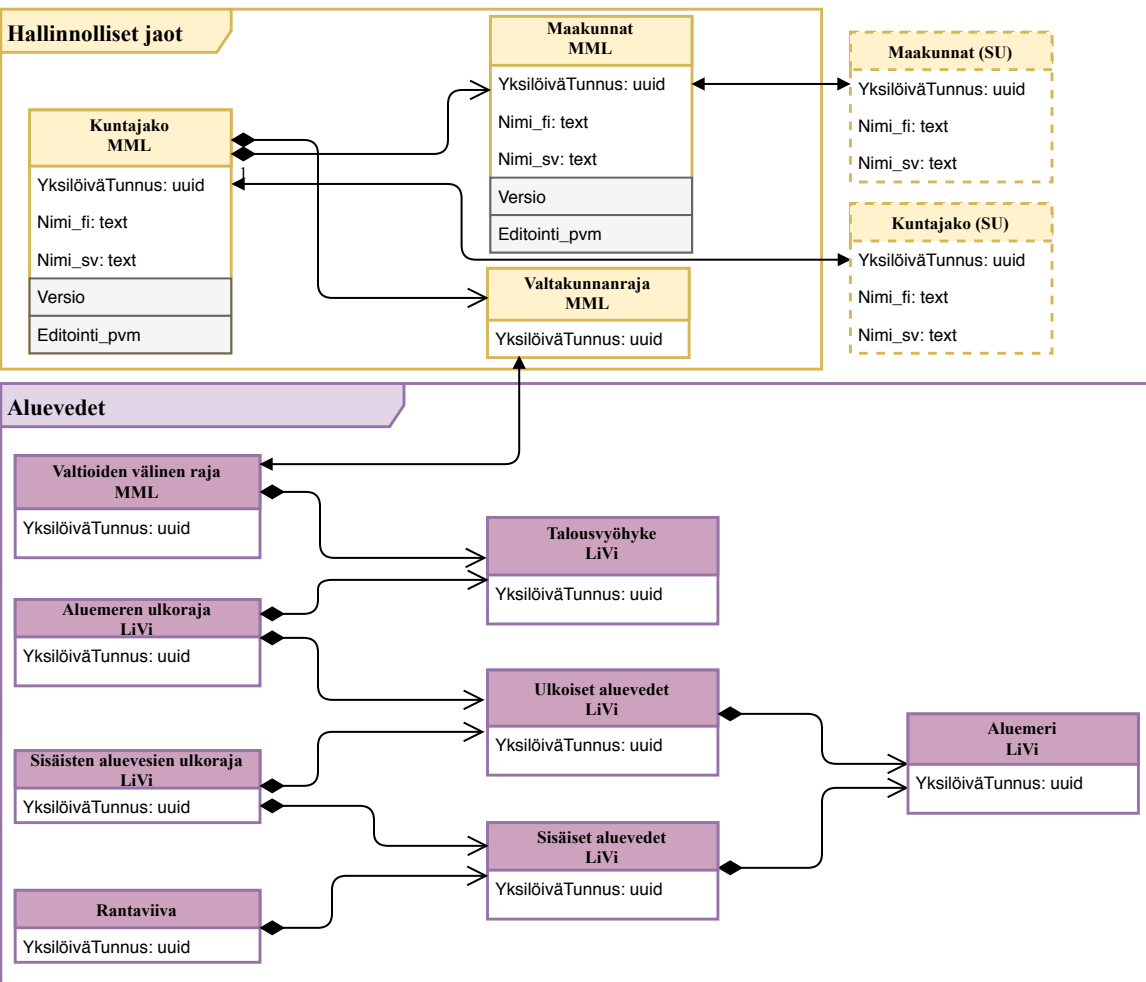 Hallinnolliset jaot
Maakunnat
MML
YksilöiväTunnus: uuid
Nimi_fi: text
Nimi_sv: text
Versio
Editointi_pvm
Maakunnat (SU)
YksilöiväTunnus: uuid
Nimi_fi: text
Nimi_sv: text
Kuntajako
MML
YksilöiväTunnus: uuid
Nimi_fi: text
Nimi_sv: text
Versio
Editointi_pvm
1
Kuntajako (SU)
YksilöiväTunnus: uuid
Nimi_fi: text
Nimi_sv: text
Valtakunnanraja
MML
YksilöiväTunnus: uuid
Aluevedet
Valtioiden välinen raja
MML
YksilöiväTunnus: uuid
Talousvyöhyke
LiVi
YksilöiväTunnus: uuid
Aluemeren ulkoraja
LiVi
YksilöiväTunnus: uuid
Ulkoiset aluevedet
LiVi
YksilöiväTunnus: uuid
Aluemeri
LiVi
YksilöiväTunnus: uuid
Sisäisten aluevesien ulkoraja
LiVi
YksilöiväTunnus: uuid
Sisäiset aluevedet
LiVi
YksilöiväTunnus: uuid
Rantaviiva
YksilöiväTunnus: uuid